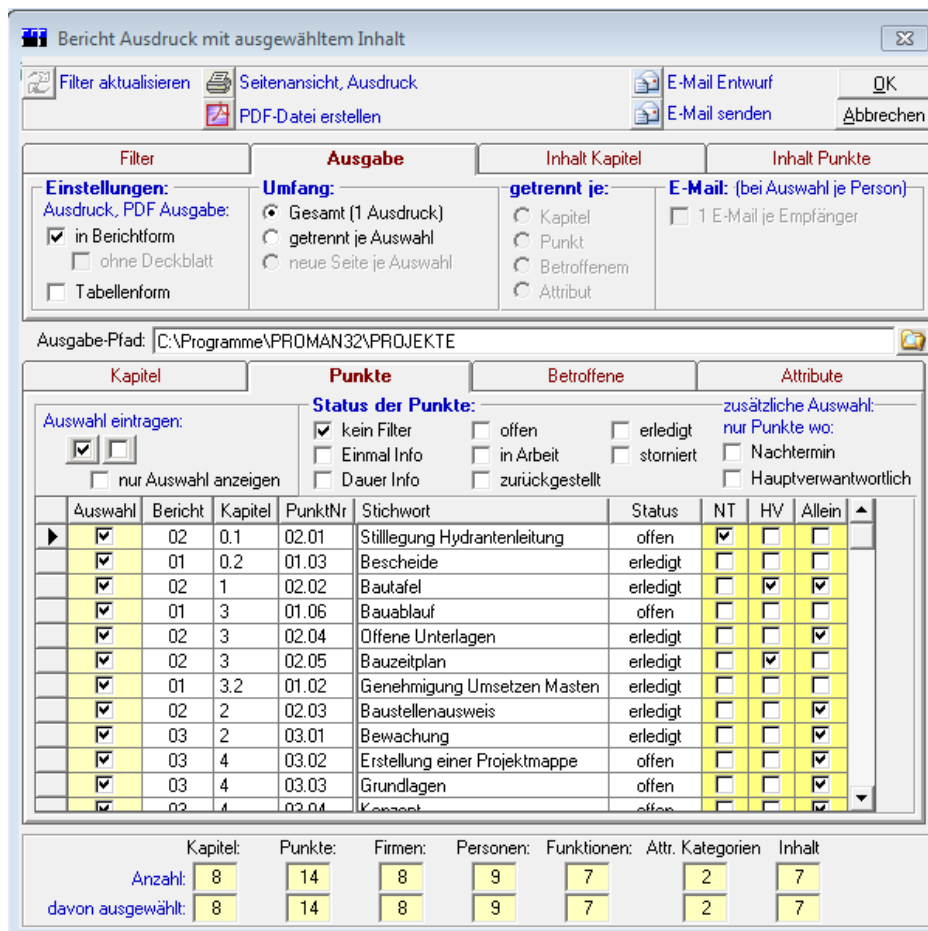 Bericht Ausdruck mit ausgewähltem Inhalt
Filter aktualisieren Seitenansicht, Ausdruck E-Mail Entwurf OK
PDF-Datei erstellen E-Mail senden Abbrechen
Filter Ausgabe Inhalt Kapitel Inhalt Punkte
Einstellungen: Umfang: getrennt je: E-Mail: (bei Auswahl je Person)
Ausdruck, PDF Ausgabe: Gesamt (1 Ausdruck) Kapitel 1 E-Mail je Empfänger
in Berichtform getrennt je Auswahl Punkt
ohne Deckblatt neue Seite je Auswahl Betroffenem
Tabellenform Attribut
Ausgabe-Pfad: C:\Programme\PROMAN32\PROJEKTE
Kapitel Punkte Betroffene Attribute
Status der Punkte: zusätzliche Auswahl:
Auswahl eintragen: kein Filter offen erledigt nur Punkte wo:
Einmal Info in Arbeit storniert Nachtermin
nur Auswahl anzeigen Dauer Info zurückgestellt Hauptverwantwortlich
Auswahl Bericht Kapitel PunktNr Stichwort Status NT HV Allein
02 0.1 02.01 Stilllegung Hydrantenleitung offen
01 0.2 01.03 Bescheide erledigt
02 1 02.02 Bautafel erledigt
01 3 01.06 Bauablauf offen
02 3 02.04 Offene Unterlagen erledigt
02 3 02.05 Bauzeitplan erledigt
01 3.2 01.02 Genehmigung Umsetzen Masten erledigt
02 2 02.03 Baustellenausweis erledigt
03 2 03.01 Bewachung erledigt
03 4 03.02 Erstellung einer Projektmappe offen
03 4 03.03 Grundlagen offen
03 4 03.04 Konzept offen
Kapitel: Punkte: Firmen: Personen: Funktionen: Attr. Kategorien Inhalt
Anzahl: 8 14 8 9 7 2 7
davon ausgewählt: 8 14 8 9 7 2 7